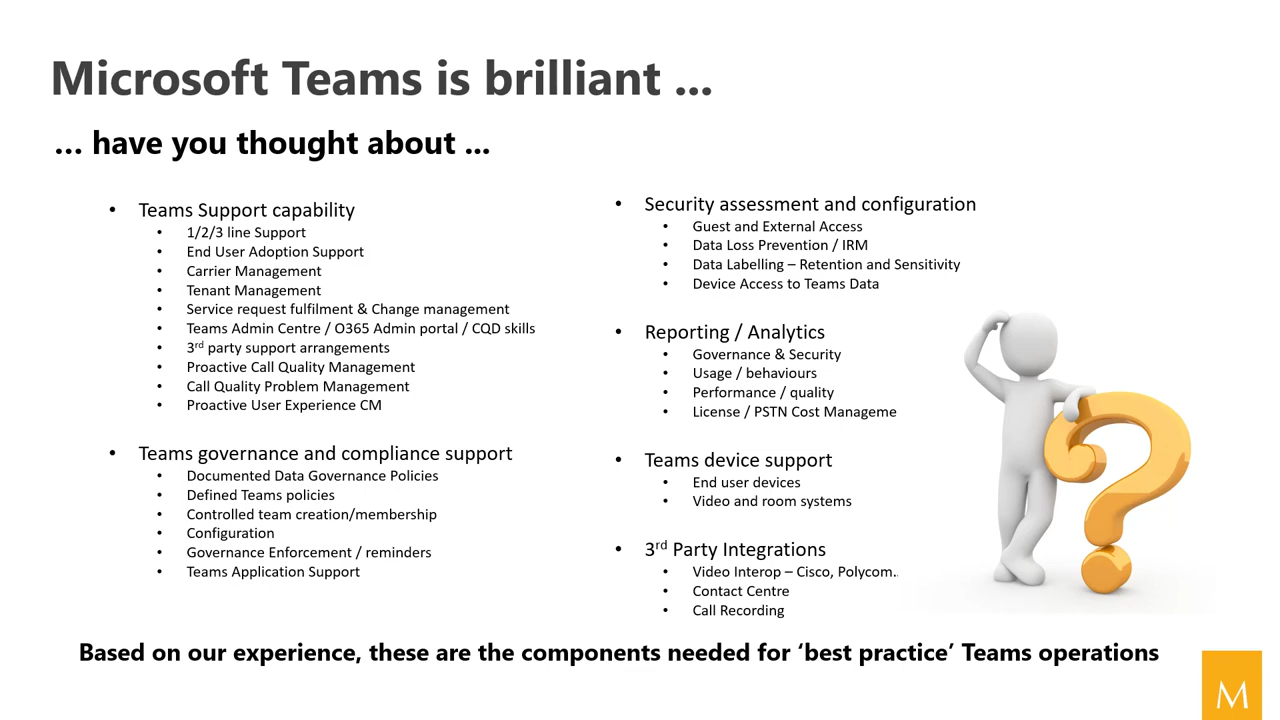 Microsoft Teams is brilliant ...
... have you thought about ...
• Teams Support capability
• 1/2/3 line Support
• End User Adoption Support
• Carrier Management
• Tenant Management
• Service request fulfilment & Change management
• Teams Admin Centre / O365 Admin portal / CQD skills
• 3rd party support arrangements
• Proactive Call Quality Management
• Call Quality Problem Management
• Proactive User Experience CM
• Teams governance and compliance support
• Documented Data Governance Policies
• Defined Teams policies
• Controlled team creation/membership
• Configuration
• Governance Enforcement / reminders
• Teams Application Support
• Security assessment and configuration
• Guest and External Access
• Data Loss Prevention / IRM
• Data Labelling – Retention and Sensitivity
• Device Access to Teams Data
• Reporting / Analytics
• Governance & Security
• Usage / behaviours
• Performance / quality
• License / PSTN Cost Manageme
• Teams device support
• End user devices
• Video and room systems
• 3rd Party Integrations
• Video Interop – Cisco, Polycom..
• Contact Centre
• Call Recording
Based on our experience, these are the components needed for ‘best practice’ Teams operations
M